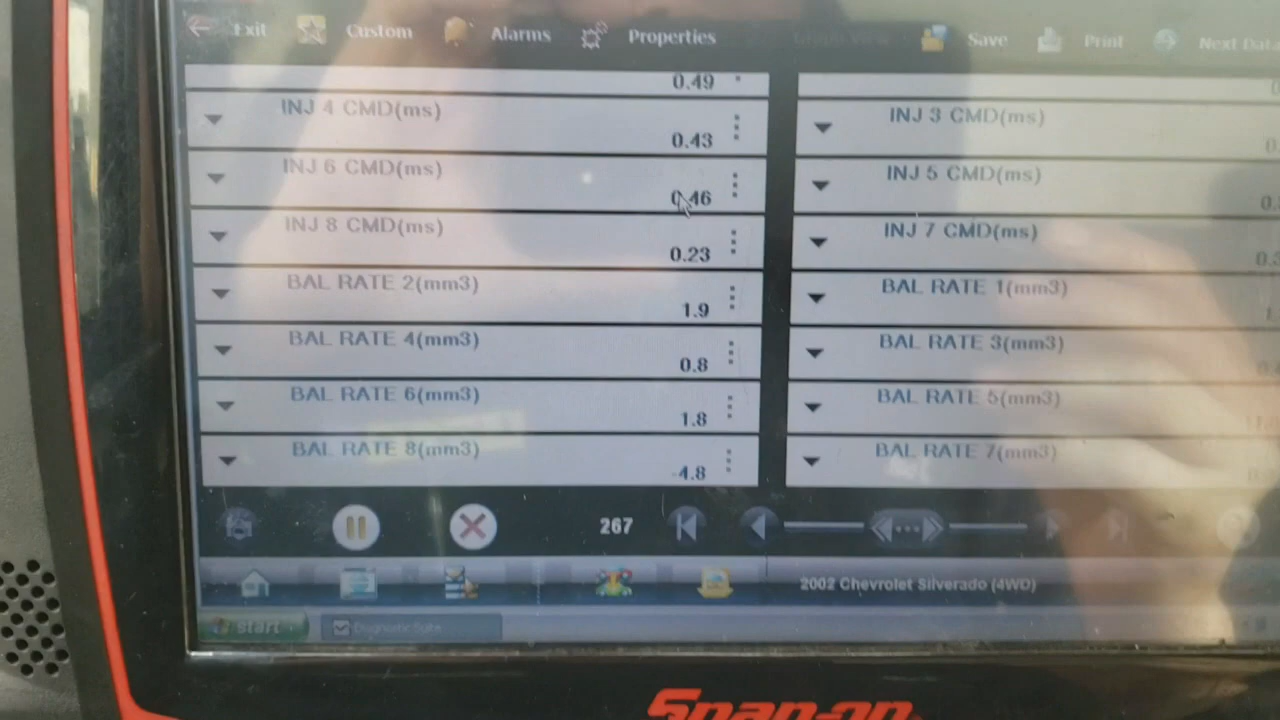 Exit Custom Alarms Properties Save Print Next
0.49
INJ 4 CMD(ms)
0.43
INJ 3 CMD(ms)
INJ 6 CMD(ms)
0.46
INJ 5 CMD(ms)
INJ 8 CMD(ms)
0.23
INJ 7 CMD(ms)
BAL RATE 2(mm3)
1.9
BAL RATE 1(mm3)
BAL RATE 4(mm3)
0.8
BAL RATE 3(mm3)
BAL RATE 6(mm3)
1.8
BAL RATE 5(mm3)
BAL RATE 8(mm3)
-4.8
BAL RATE 7(mm3)
267
2002 Chevrolet Silverado (4WD)
start Diagnostic Suite
Snap-on